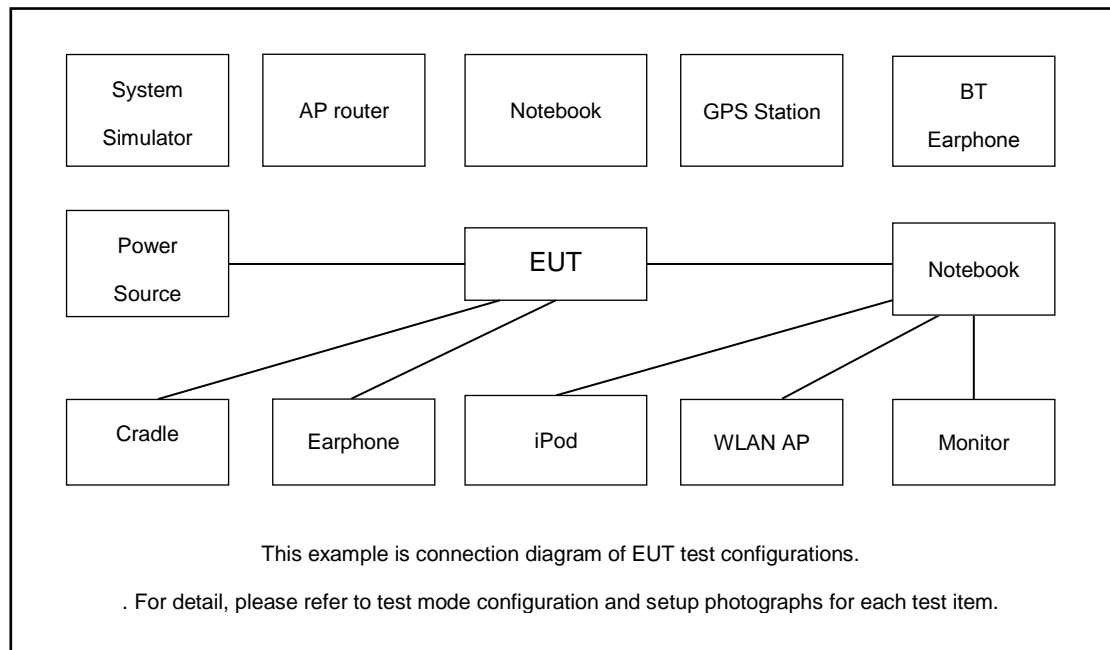 System
Simulator
AP router
Notebook
GPS Station
BT
Earphone
Power
Source
EUT
Notebook
Cradle
Earphone
iPod
WLAN AP
Monitor
This example is connection diagram of EUT test configurations.
. For detail, please refer to test mode configuration and setup photographs for each test item.